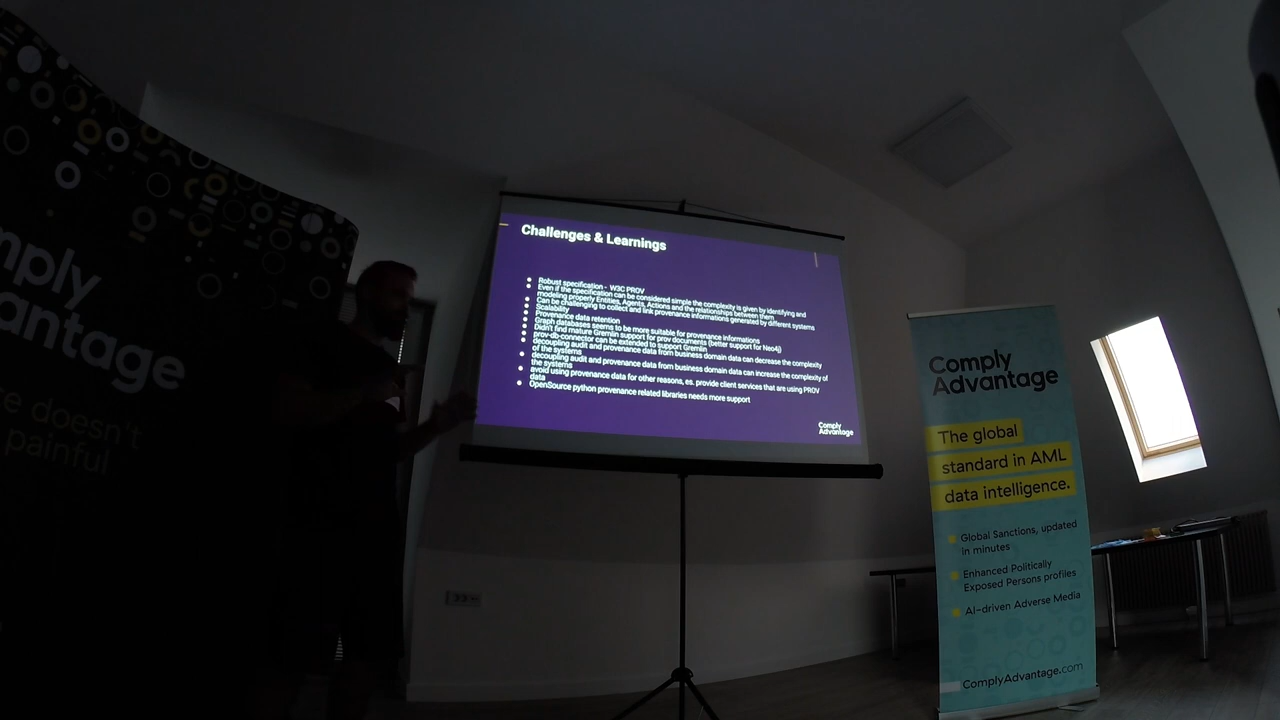 mply
antage
e doesn't
painful
Challenges & Learnings
Robust specification - W3C PROV
Even if the specification can be considered simple the complexity is given by identifying and
modeling properly Entities, Agents, Actions and the relationships between them
Can be challenging to collect and link provenance informations generated by different systems
Scalability
Provenance data retention
Graph databases seems to be more suitable for provenance informations
Didn't find mature Gremlin support for prov documents (better support for Neo4j)
prov-db-connector can be extended to support Gremlin
decoupling audit and provenance data from business domain data can decrease the complexity
of the systems
decoupling audit and provenance data from business domain data can increase the complexity of
the systems
avoid using provenance data for other reasons, es. provide client services that are using PROV
data
OpenSource python provenance related libraries needs more support
Comply
Advantage
Comply
Advantage
The global
standard in AML
data intelligence.
Global Sanctions, updated
in minutes
Enhanced Politically
Exposed Persons profiles
AI-driven Adverse Media
ComplyAdvantage.com